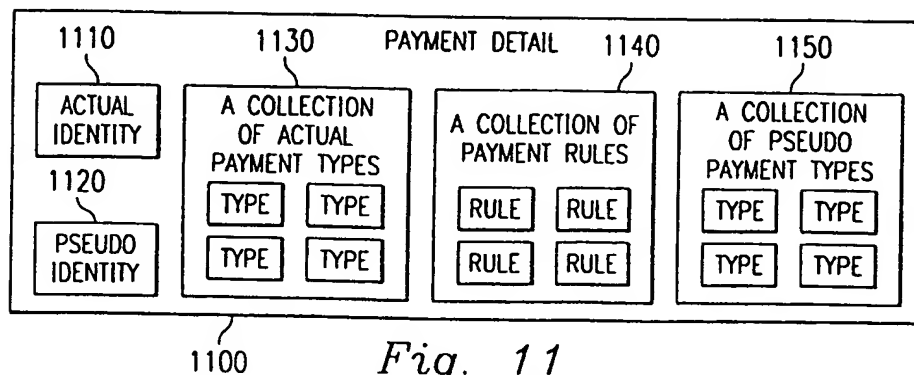 1110
1130
PAYMENT DETAIL
1140
1150
ACTUAL
IDENTITY
1120
PSEUDO
IDENTITY
A COLLECTION
OF ACTUAL
PAYMENT TYPES
TYPE TYPE
TYPE TYPE
A COLLECTION OF
PAYMENT RULES
RULE RULE
RULE RULE
A COLLECTION
OF PSEUDO
PAYMENT TYPES
TYPE TYPE
TYPE TYPE
1100
Fig. 11